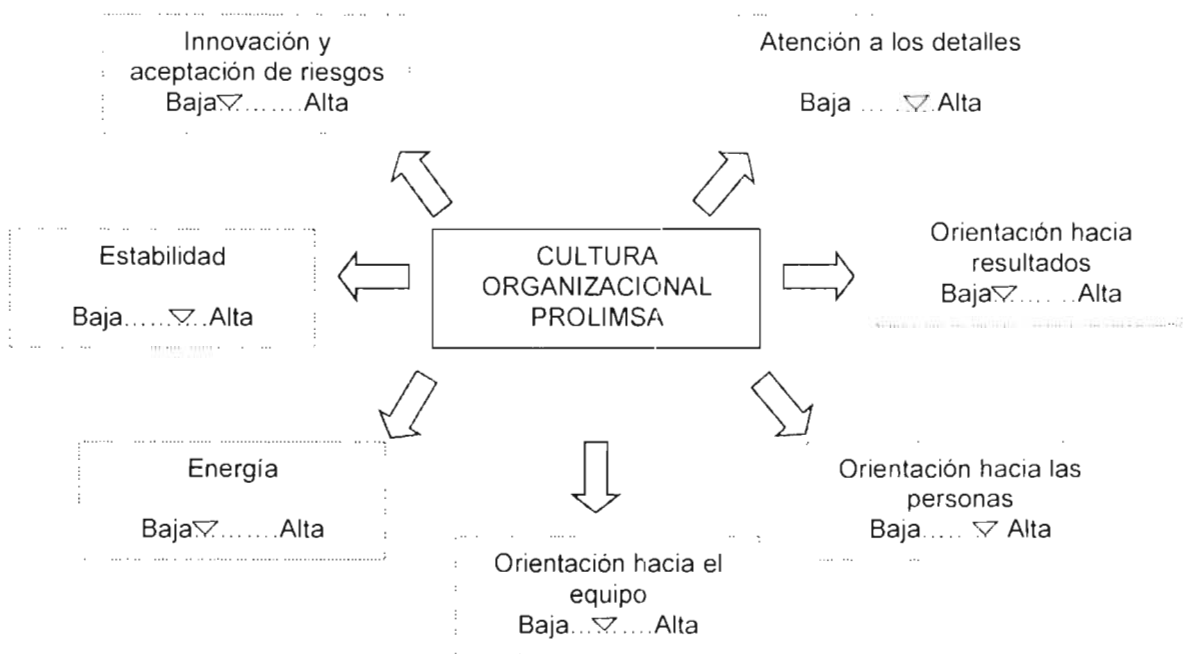 Innovación y
aceptación de riesgos
Baja▽.......Alta
Atención a los detalles
Baja .... ▽.Alta
CULTURA
ORGANIZACIONAL
PROLIMSA
Estabilidad
Baja......▽..Alta
Orientación hacia
resultados
Baja▽.......Alta
Energía
Baja▽........Alta
Orientación hacia las
personas
Baja..... ▽ Alta
Orientación hacia el
equipo
Baja...▽.....Alta